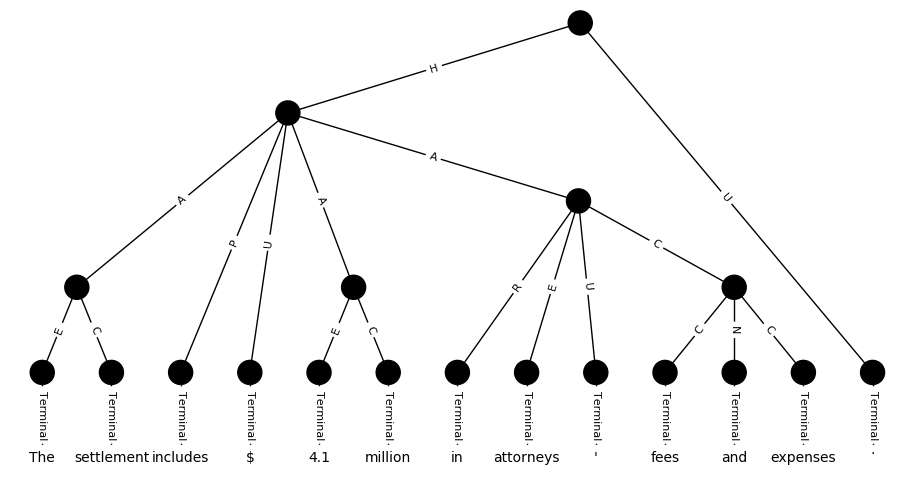 H
A
U
A
P
U
A
C
R
E
U
E
C
E
C
C
N
C
Terminal Terminal Terminal Terminal Terminal Terminal Terminal Terminal Terminal Terminal Terminal Terminal Terminal
The settlement includes $ 4.1 million in attorneys ' fees and expenses .